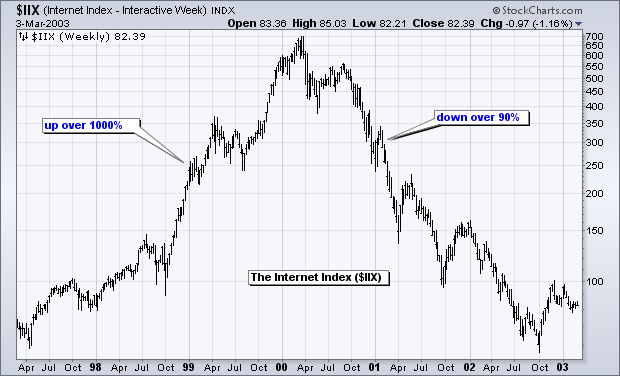 $IIX (Internet Index - Interactive Week) INDX
© StockCharts.com
3-Mar-2003
Open 83.36 High 85.03 Low 82.21 Close 82.39 Chg -0.97 (-1.16%)
$IIX (Weekly) 82.39
700
650
600
550
500
450
400
350
300
250
200
150
100
up over 1000%
down over 90%
The Internet Index ($IIX)
Apr Jul Oct 98 Apr Jul Oct 99 Apr Jul Oct 00 Apr Jul Oct 01 Apr Jul Oct 02 Apr Jul Oct 03